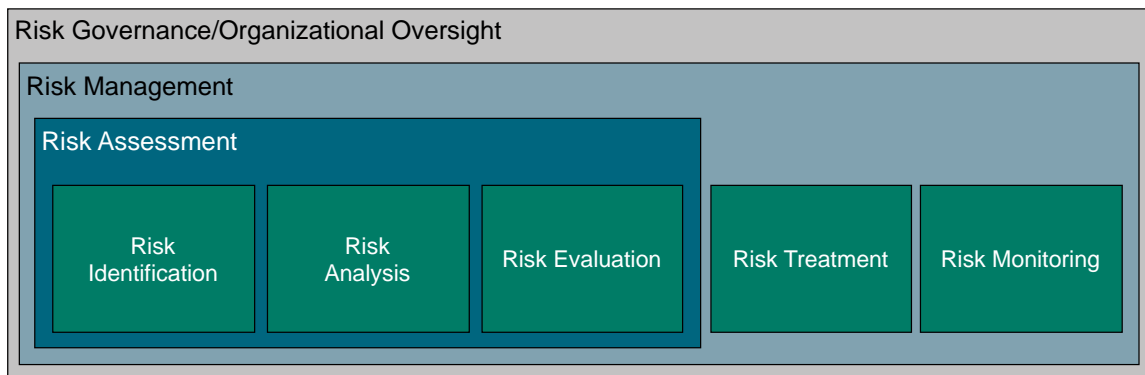 Risk Governance/Organizational Oversight
Risk Management
Risk Assessment
Risk
Identification
Risk
Analysis
Risk Evaluation
Risk Treatment
Risk Monitoring